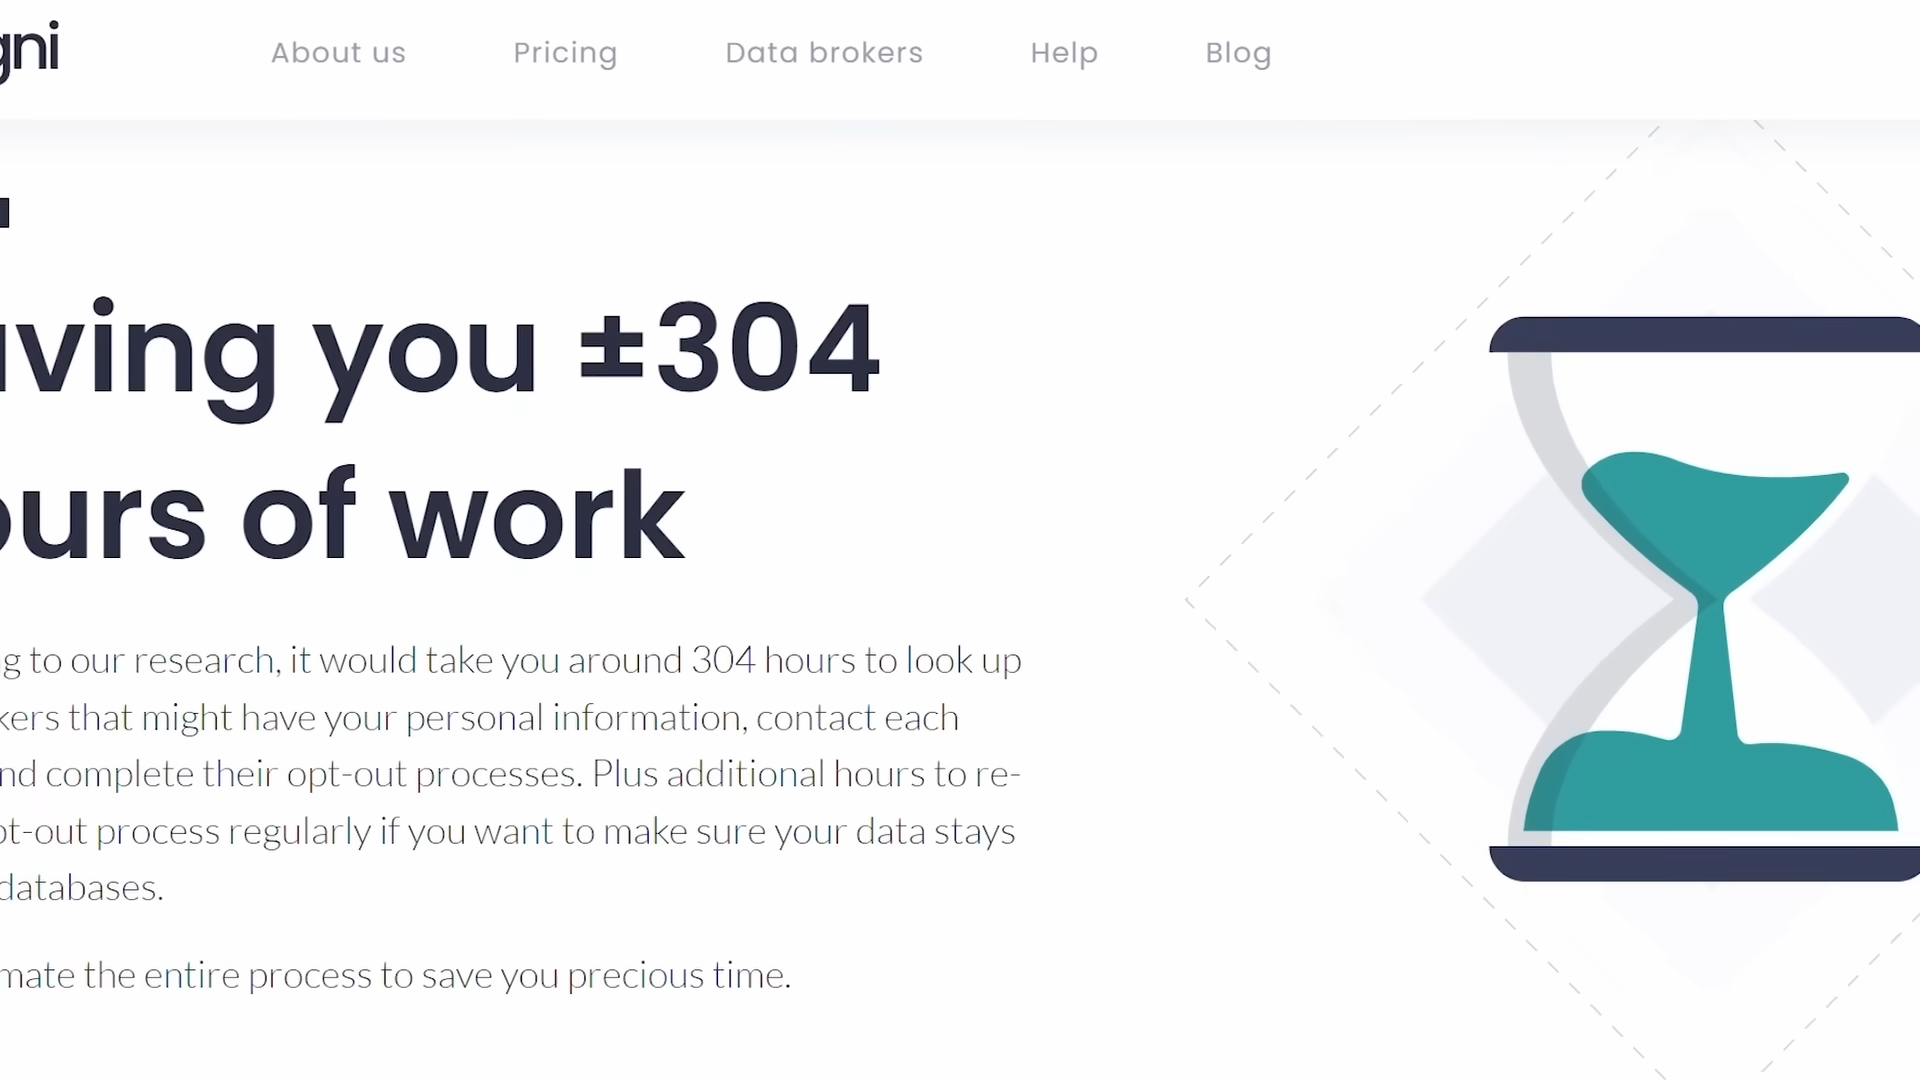 gni About us Pricing Data brokers Help Blog
aving you ±304
ours of work
g to our research, it would take you around 304 hours to look up
kers that might have your personal information, contact each
nd complete their opt-out processes. Plus additional hours to re-
pt-out process regularly if you want to make sure your data stays
databases.
mate the entire process to save you precious time.